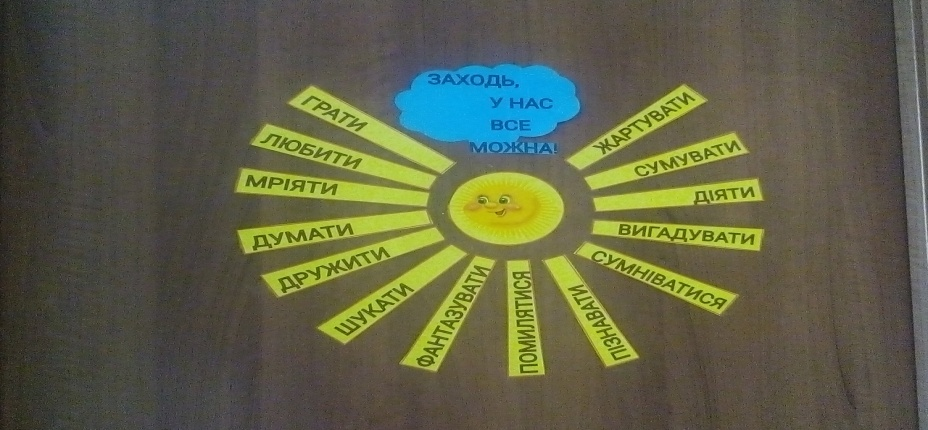 ЗАХОДЬ,
У НАС
ВСЕ
МОЖНА!
ГРАТИ
ЛЮБИТИ
МРІЯТИ
ДУМАТИ
ДРУЖИТИ
ШУКАТИ
ФАНТАЗУВАТИ
ПОМИЛЯТИСЯ
ПІЗНАВАТИ
СУМНІВАТИСЯ
ВИГАДУВАТИ
ДІЯТИ
СУМУВАТИ
ЖАРТУВАТИ